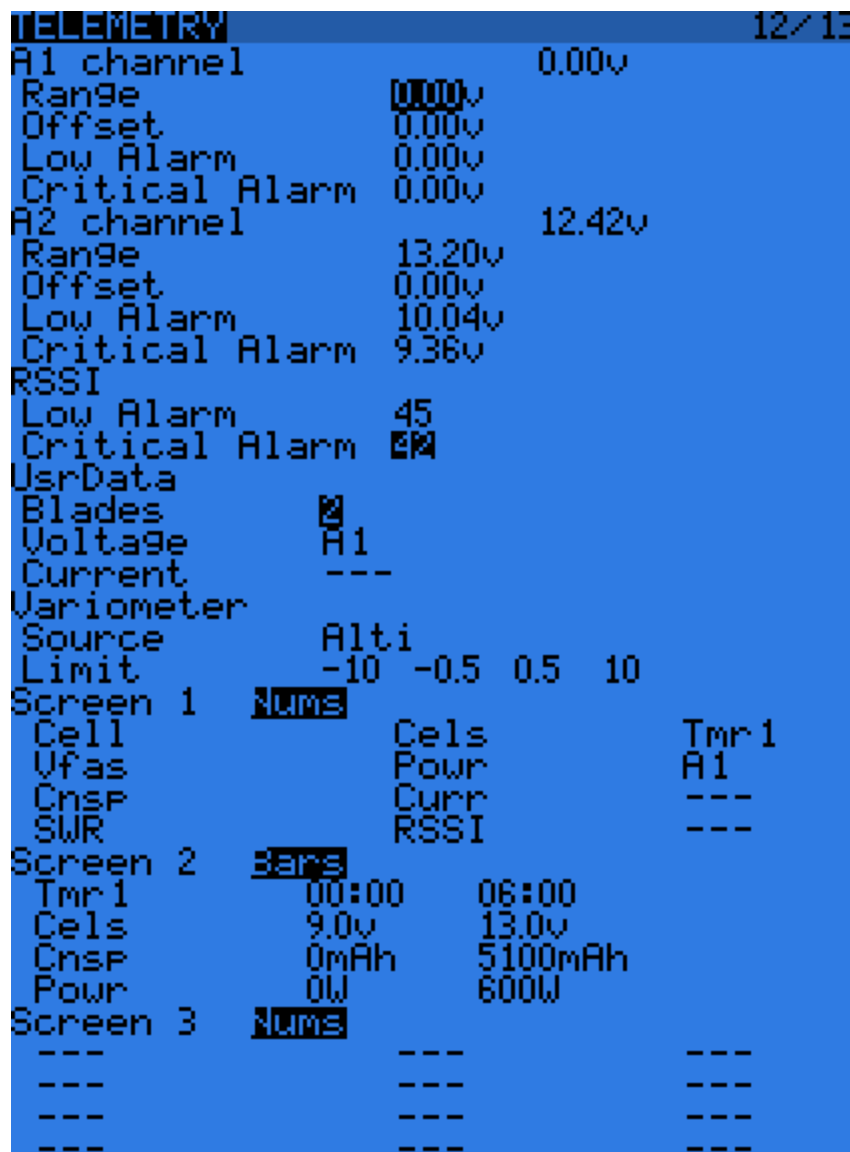 TELEMETRY 12/13
A1 channel 0.00v
Range 0.00v
Offset 0.00v
Low Alarm 0.00v
Critical Alarm 0.00v
A2 channel 12.42v
Range 13.20v
Offset 0.00v
Low Alarm 10.04v
Critical Alarm 9.36v
RSSI
Low Alarm 45
Critical Alarm 42
UsrData
Blades 2
Voltage A1
Current ---
Variometer
Source Alti
Limit -10 -0.5 0.5 10
Screen 1 Nums
Cell Cels Tmr1
Vfas Powr A1
Cnsp Curr ---
SWR RSSI ---
Screen 2 Bars
Tmr1 00:00 06:00
Cels 9.0v 13.0v
Cnsp 0mAh 5100mAh
Powr 0W 600W
Screen 3 Nums
--- --- ---
--- --- ---
--- --- ---
--- --- ---